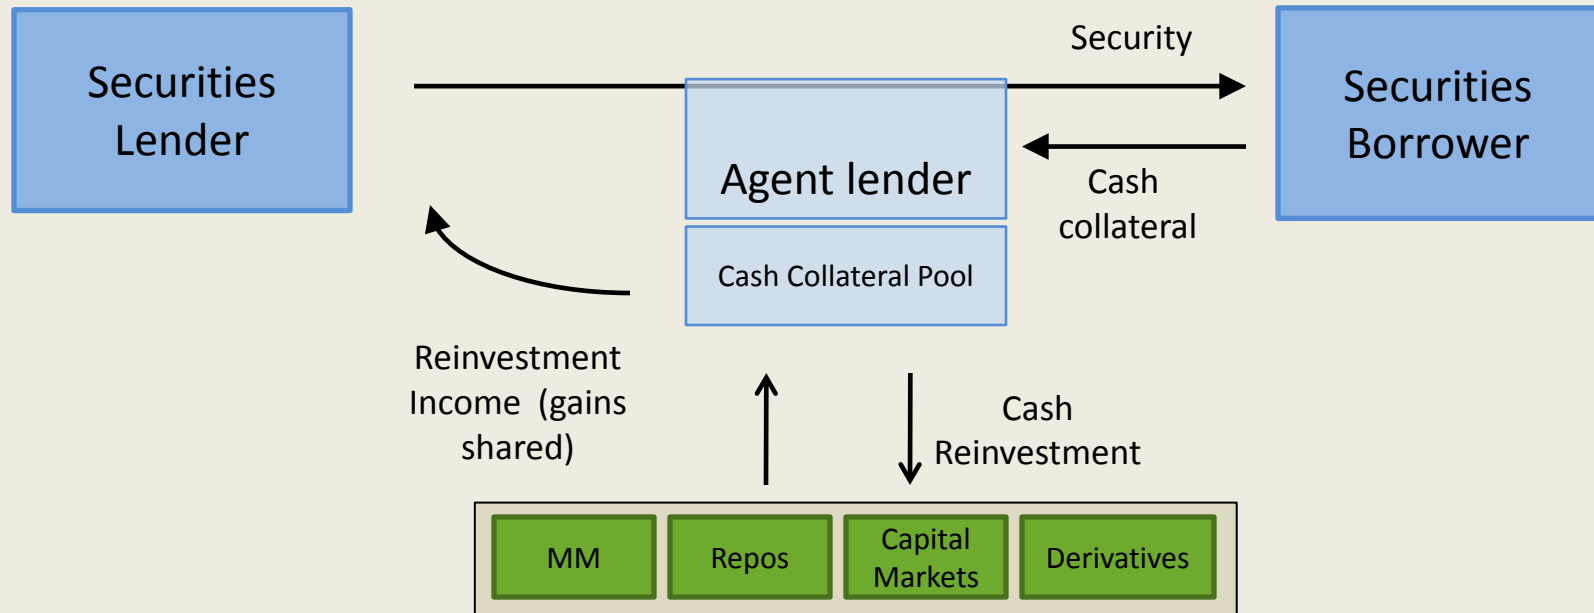 Securities
Lender
Security
Securities
Borrower
Agent lender
Cash
collateral
Cash Collateral Pool
Reinvestment
Income (gains
shared)
Cash
Reinvestment
MM
Repos
Capital
Markets
Derivatives